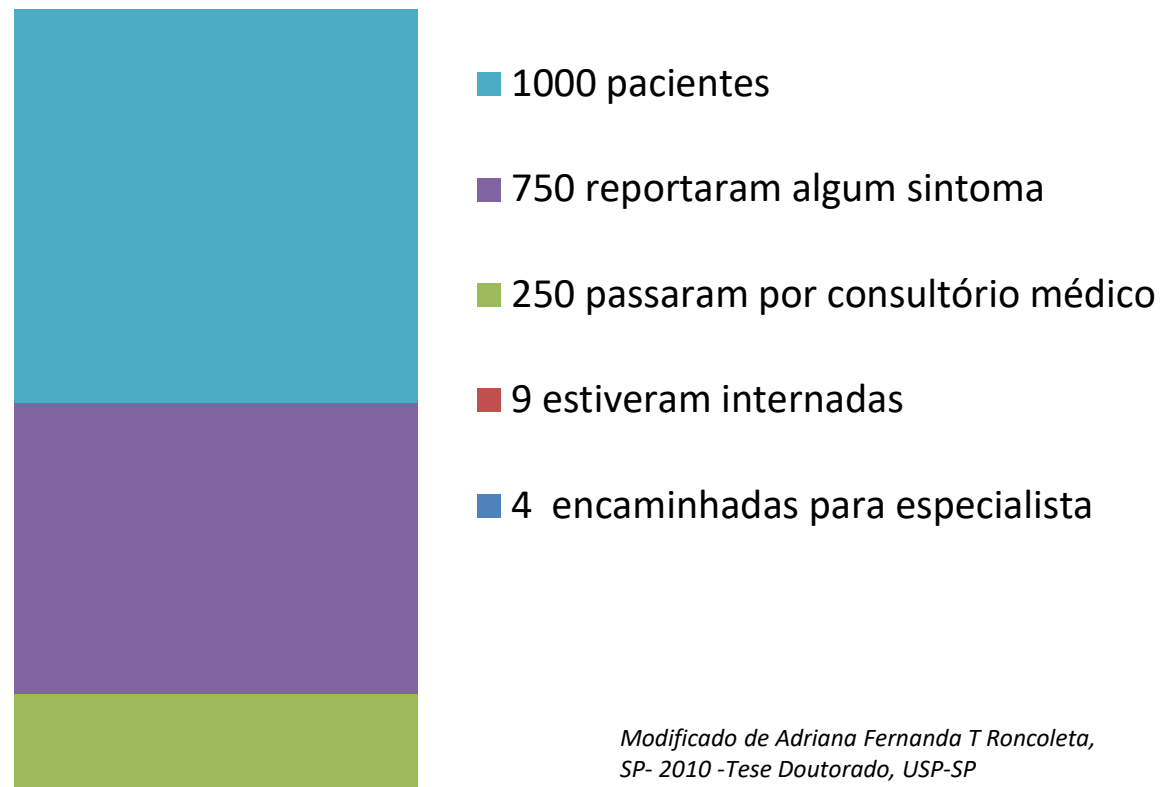 1000 pacientes
750 reportaram algum sintoma
250 passaram por consultório médico
9 estiveram internadas
4 encaminhadas para especialista
Modificado de Adriana Fernanda T Roncoleta,
SP- 2010 -Tese Doutorado, USP-SP